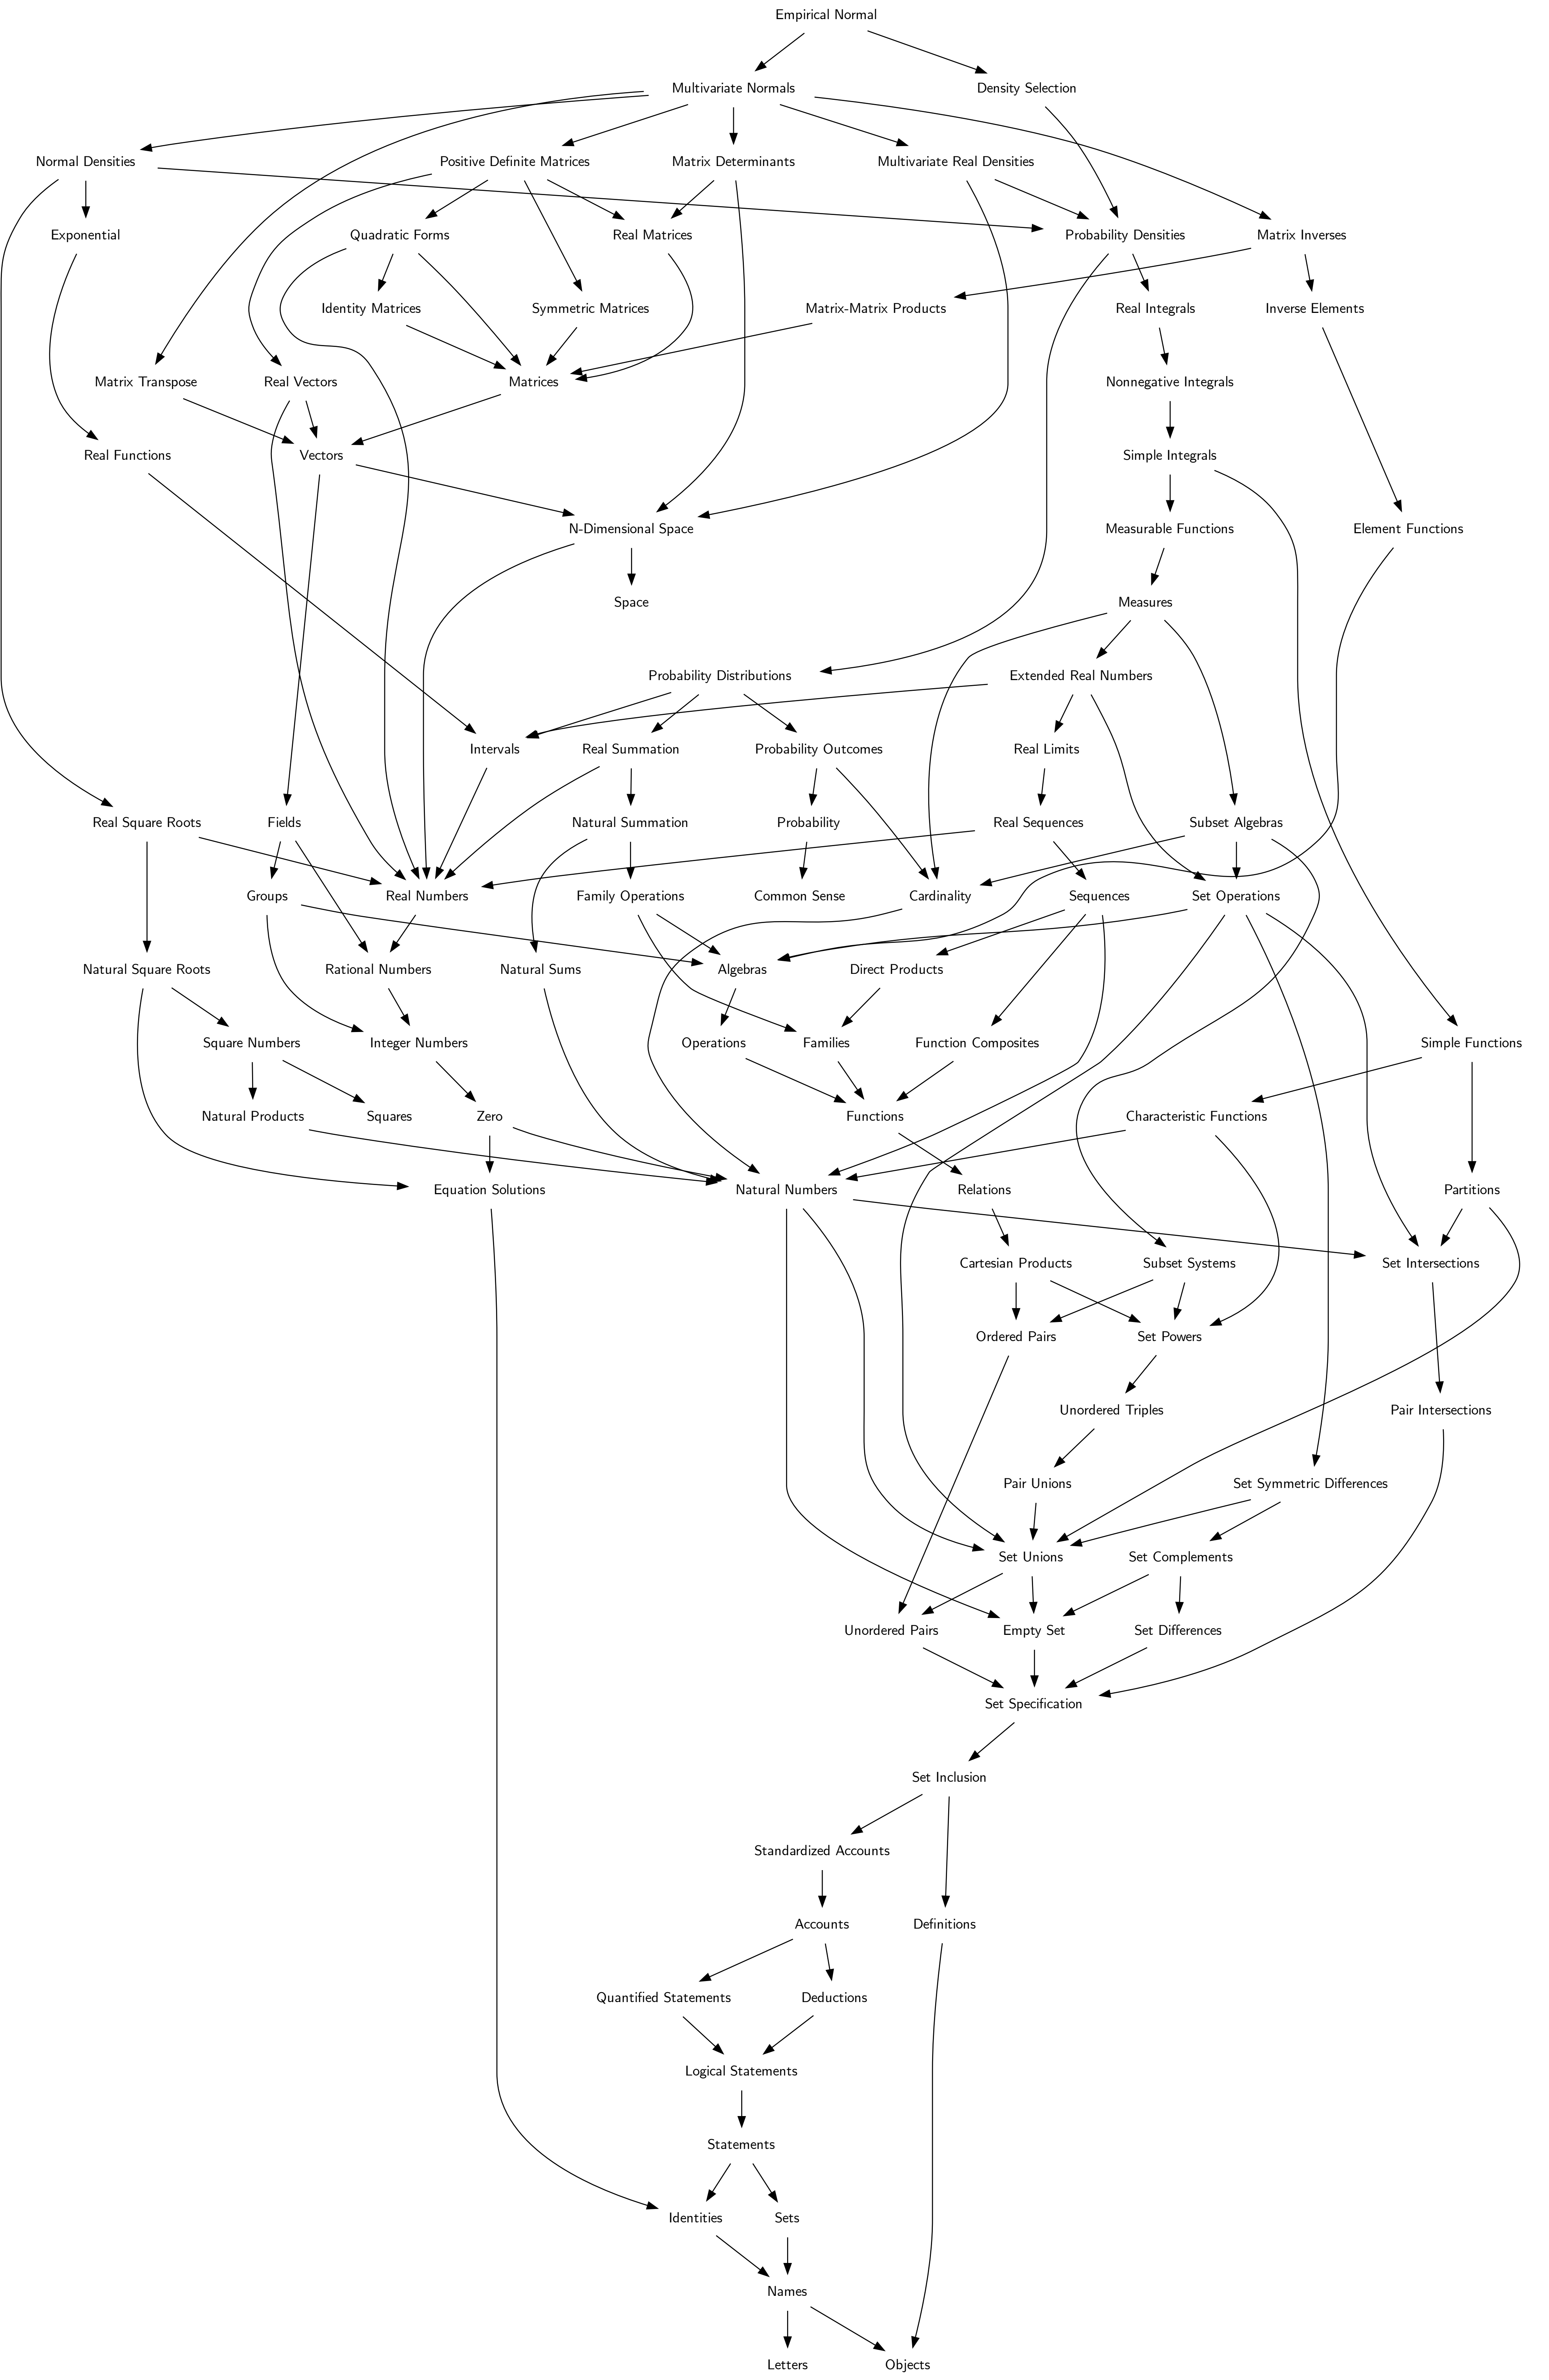 Empirical Normal
Multivariate Normals
Density Selection
Normal Densities
Positive Definite Matrices
Matrix Determinants
Multivariate Real Densities
Exponential
Quadratic Forms
Real Matrices
Probability Densities
Matrix Inverses
Identity Matrices
Symmetric Matrices
Matrix-Matrix Products
Real Integrals
Inverse Elements
Matrix Transpose
Real Vectors
Matrices
Nonnegative Integrals
Real Functions
Vectors
Simple Integrals
N-Dimensional Space
Measurable Functions
Element Functions
Space
Measures
Probability Distributions
Extended Real Numbers
Intervals
Real Summation
Probability Outcomes
Real Limits
Real Square Roots
Fields
Natural Summation
Probability
Real Sequences
Subset Algebras
Groups
Real Numbers
Family Operations
Common Sense
Cardinality
Sequences
Set Operations
Natural Square Roots
Rational Numbers
Natural Sums
Algebras
Direct Products
Square Numbers
Integer Numbers
Operations
Families
Function Composites
Simple Functions
Natural Products
Squares
Zero
Functions
Characteristic Functions
Equation Solutions
Natural Numbers
Relations
Partitions
Cartesian Products
Subset Systems
Set Intersections
Ordered Pairs
Set Powers
Unordered Triples
Pair Intersections
Pair Unions
Set Symmetric Differences
Set Unions
Set Complements
Unordered Pairs
Empty Set
Set Differences
Set Specification
Set Inclusion
Standardized Accounts
Accounts
Definitions
Quantified Statements
Deductions
Logical Statements
Statements
Identities
Sets
Names
Letters
Objects